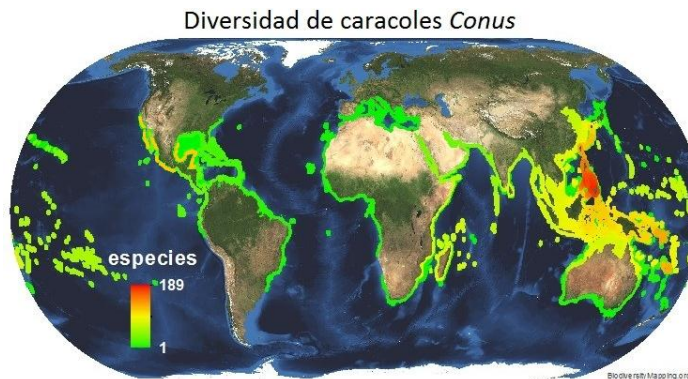 Diversidad de caracoles Conus
especies
189
1
BiodiversityMapping.org